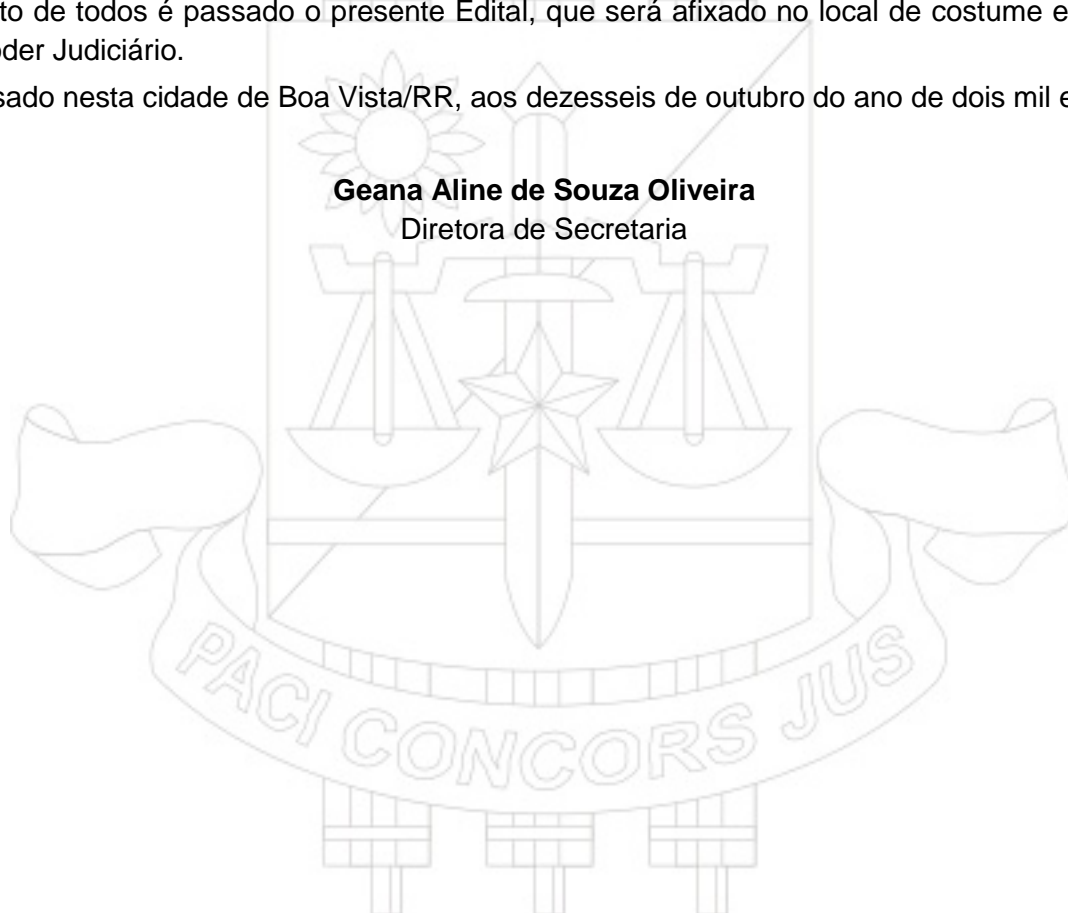 to de todos é passado o presente Edital, que será afixado no local de costume e
oder Judiciário.
sado nesta cidade de Boa Vista/RR, aos dezesseis de outubro do ano de dois mil e
Geana Aline de Souza Oliveira
Diretora de Secretaria
PACI CONCORS JUS